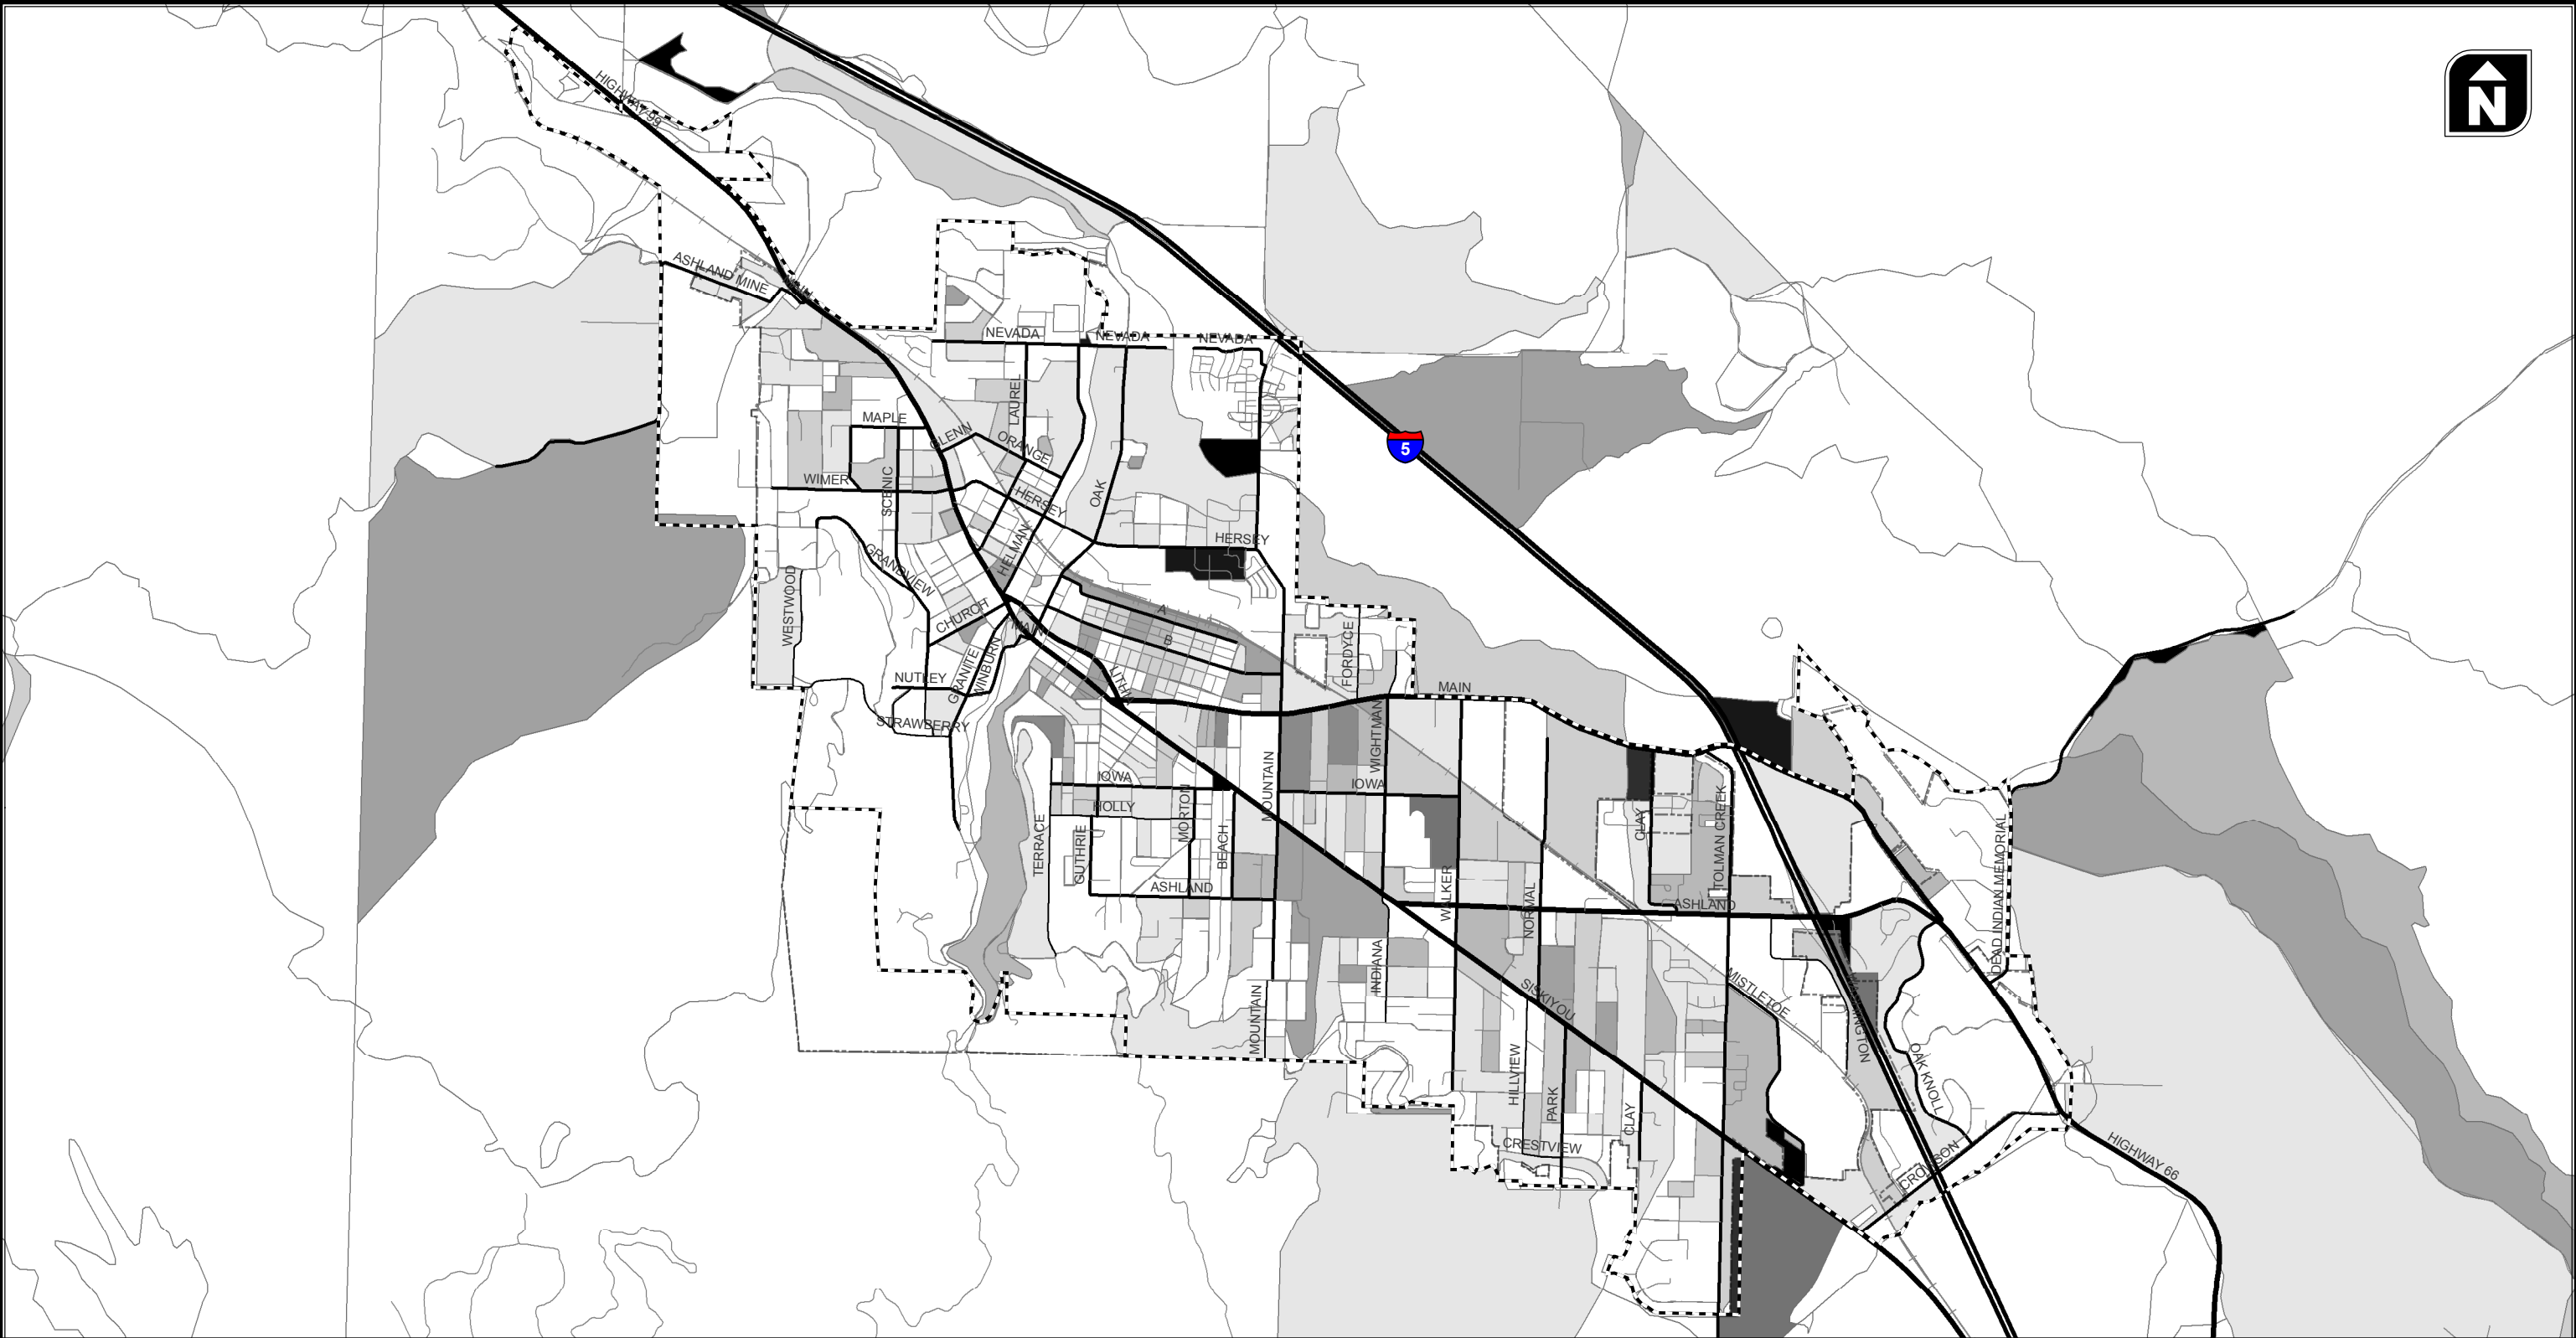 N
HIGHWAY 99
ASHLAND MINE
MAIN
NEVADA
NEVADA
NEVADA
LAUREL
MAPLE
GLENN
ORANGE
5
WIMER
SCENIC
HERSEY
OAK
HERSEY
HELMAN
GRANDVIEW
WESTWOOD
CHURCH
A
B
MAIN
FORDYCE
GRANITE
WINBURN
NUTLEY
LITHIA
MAIN
STRAWBERRY
WIGHTMAN
IOWA
MOUNTAIN
IOWA
HOLLY
MORTON
TERRACE
GUTHRIE
BEACH
CLAY
TOLMAN CREEK
DEAD INDIAN MEMORIAL
ASHLAND
WALKER
NORMAL
ASHLAND
INDIANA
MOUNTAIN
SISKIYOU
MISTLETOE
OAK KNOLL
HILLVIEW
PARK
CLAY
CRESTVIEW
CROWSON
HIGHWAY 66